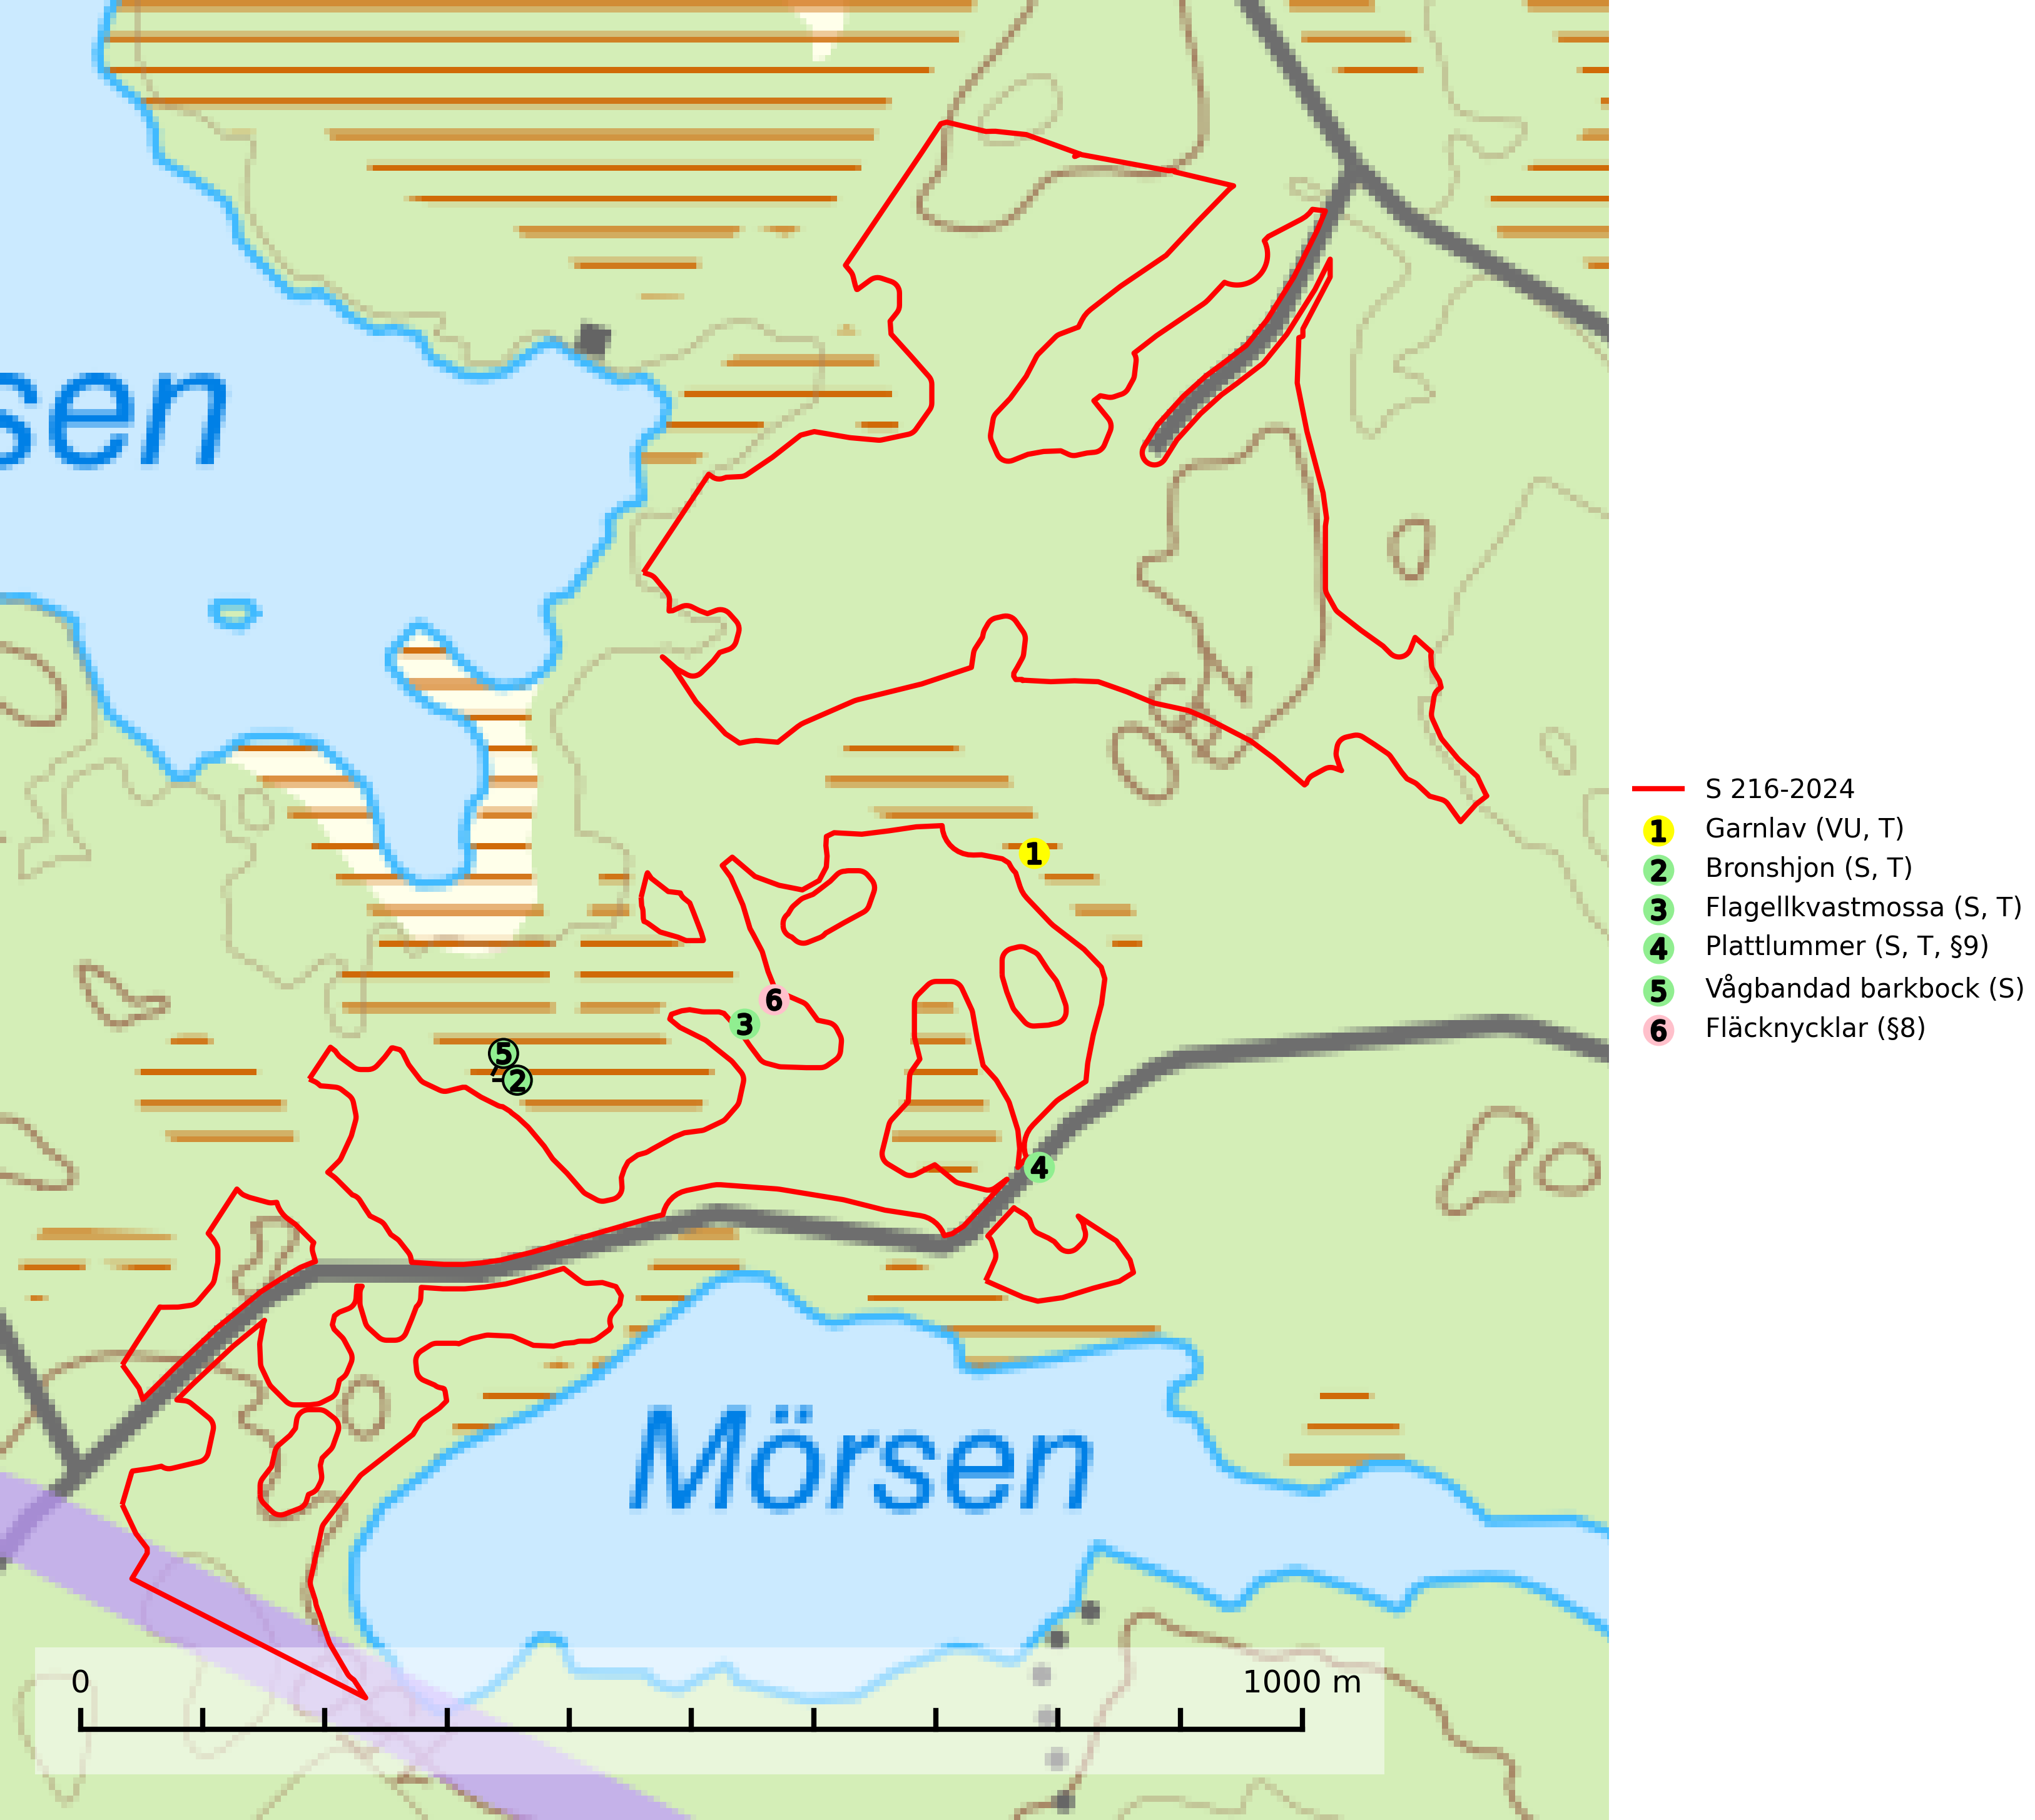 sen
1
6
3
5
2
4
Mörsen
0 1000 m
S 216-2024
1 Garnlav (VU, T)
2 Bronshjon (S, T)
3 Flagellkvastmossa (S, T)
4 Plattlummer (S, T, §9)
5 Vågbandad barkbock (S)
6 Fläcknycklar (§8)